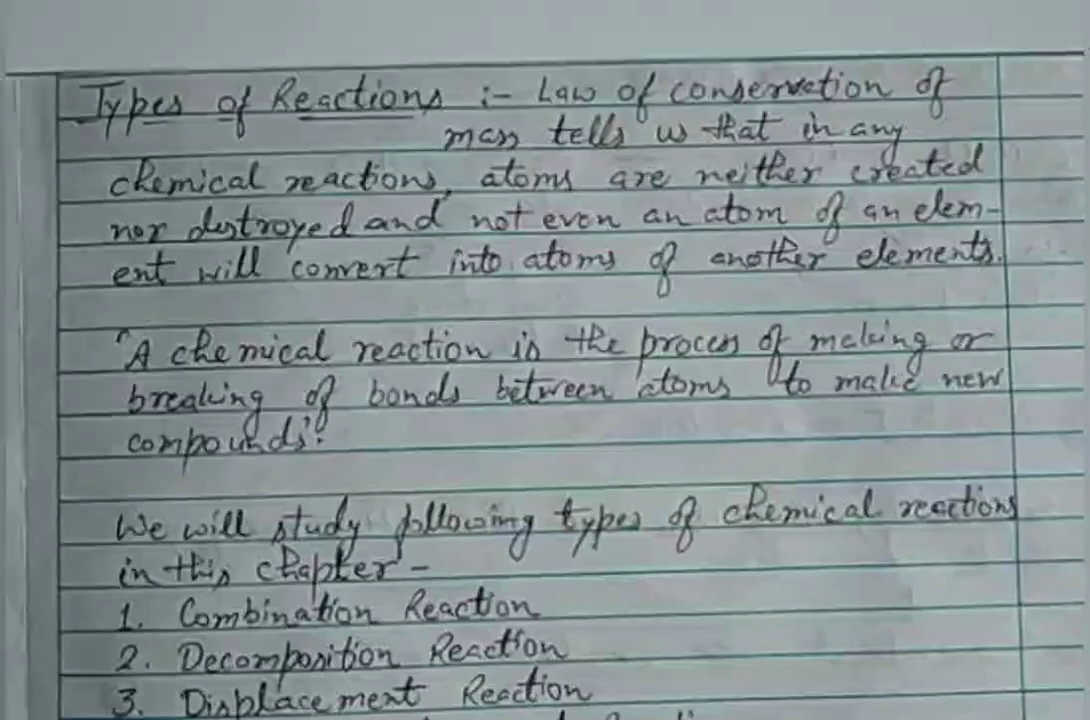 Types of Reactions :- Law of conservation of
mass tells us that in any
chemical reactions, atoms are neither created
nor destroyed and not even an atom of an elem-
ent will convert into atoms of another elements.
"A chemical reaction is the process of making or
breaking of bonds between atoms to make new
compounds".
We will study following types of chemical reactions
in this chapter -
1. Combination Reaction
2. Decomposition Reaction
3. Displacement Reaction